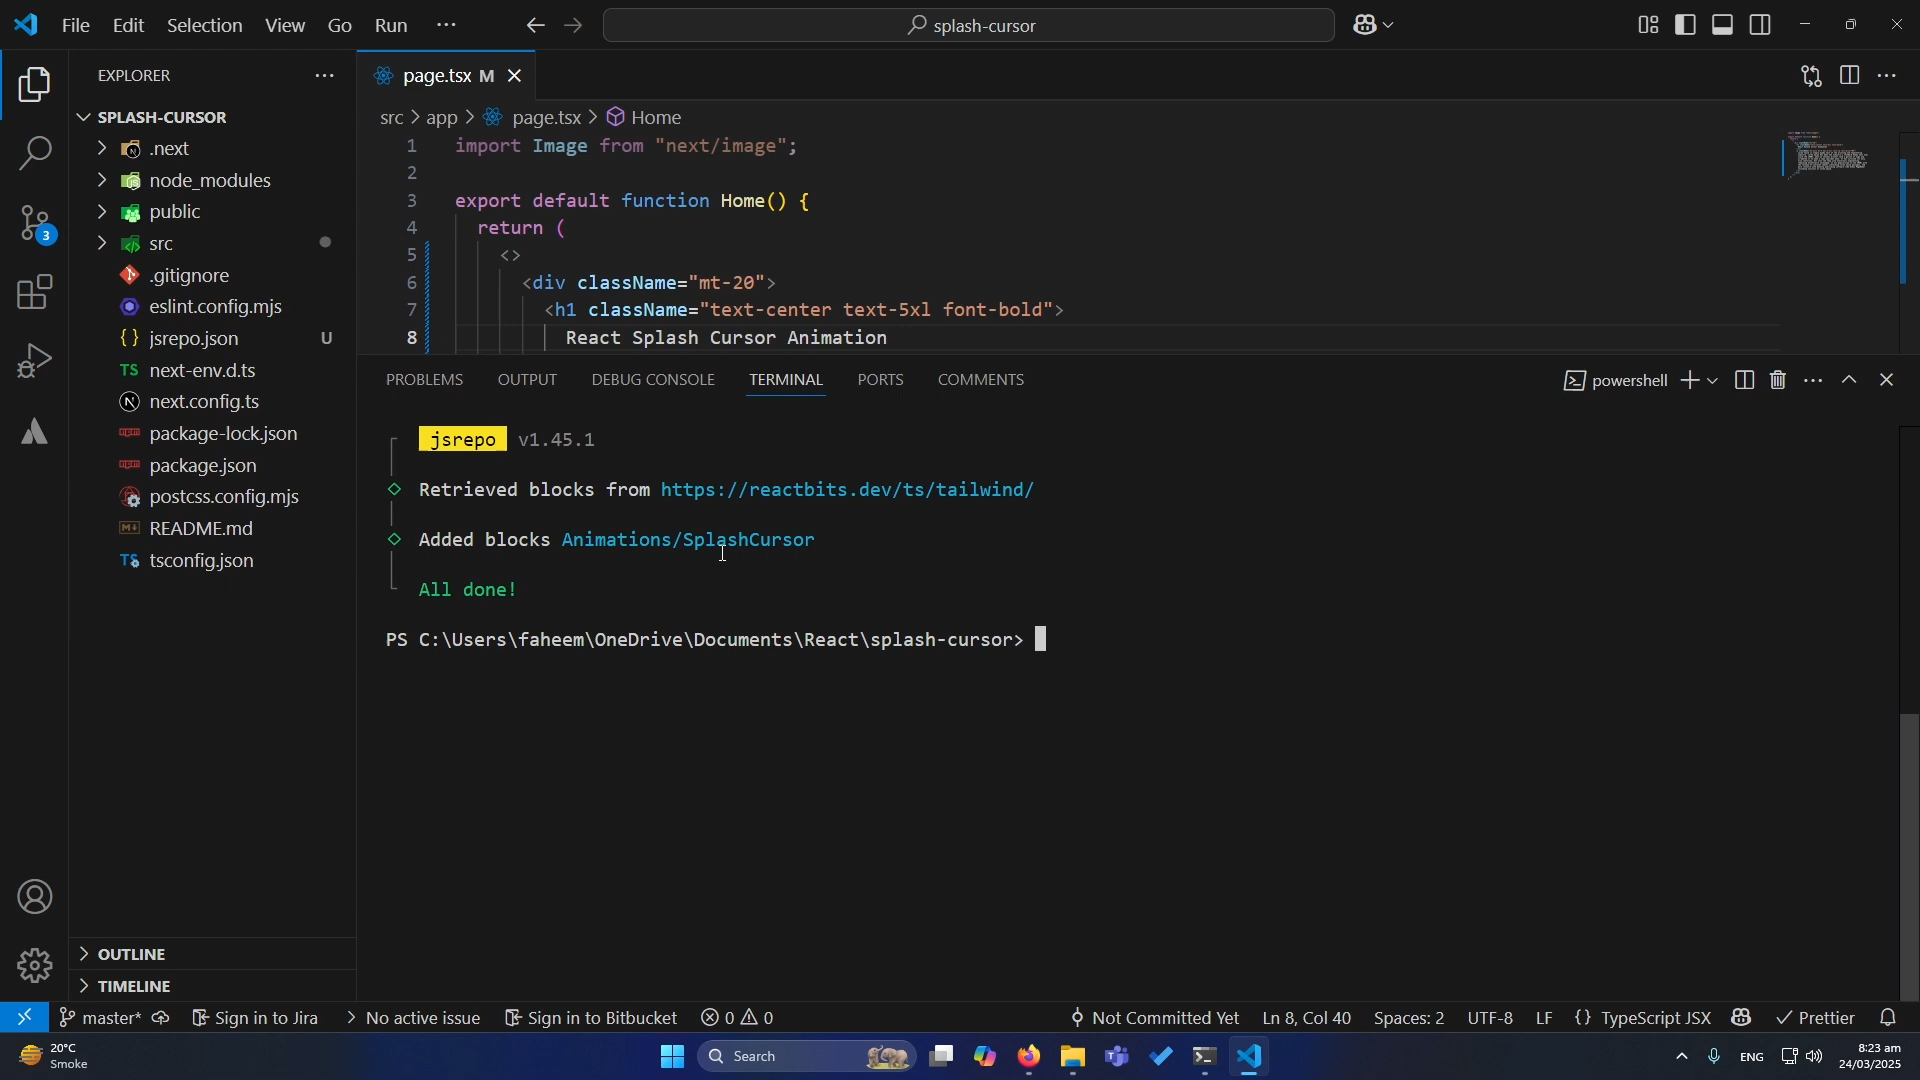 File Edit Selection View Go Run ···
splash-cursor
EXPLORER
SPLASH-CURSOR
.next
node_modules
public
src
.gitignore
eslint.config.mjs
jsrepo.json U
next-env.d.ts
next.config.ts
package-lock.json
package.json
postcss.config.mjs
README.md
tsconfig.json
OUTLINE
TIMELINE
3
page.tsx M
src > app > page.tsx > Home
1 import Image from "next/image";
2
3 export default function Home() {
4 return (
5 <>
6 <div className="mt-20">
7 <h1 className="text-center text-5xl font-bold">
8 React Splash Cursor Animation
PROBLEMS OUTPUT DEBUG CONSOLE TERMINAL PORTS COMMENTS
powershell
jsrepo v1.45.1
Retrieved blocks from https://reactbits.dev/ts/tailwind/
Added blocks Animations/SplashCursor
All done!
PS C:\Users\faheem\OneDrive\Documents\React\splash-cursor>
master* Sign in to Jira No active issue Sign in to Bitbucket 0 0 Not Committed Yet Ln 8, Col 40 Spaces: 2 UTF-8 LF {} TypeScript JSX Prettier
20°C
Smoke
Search
ENG
8:23 am
24/03/2025